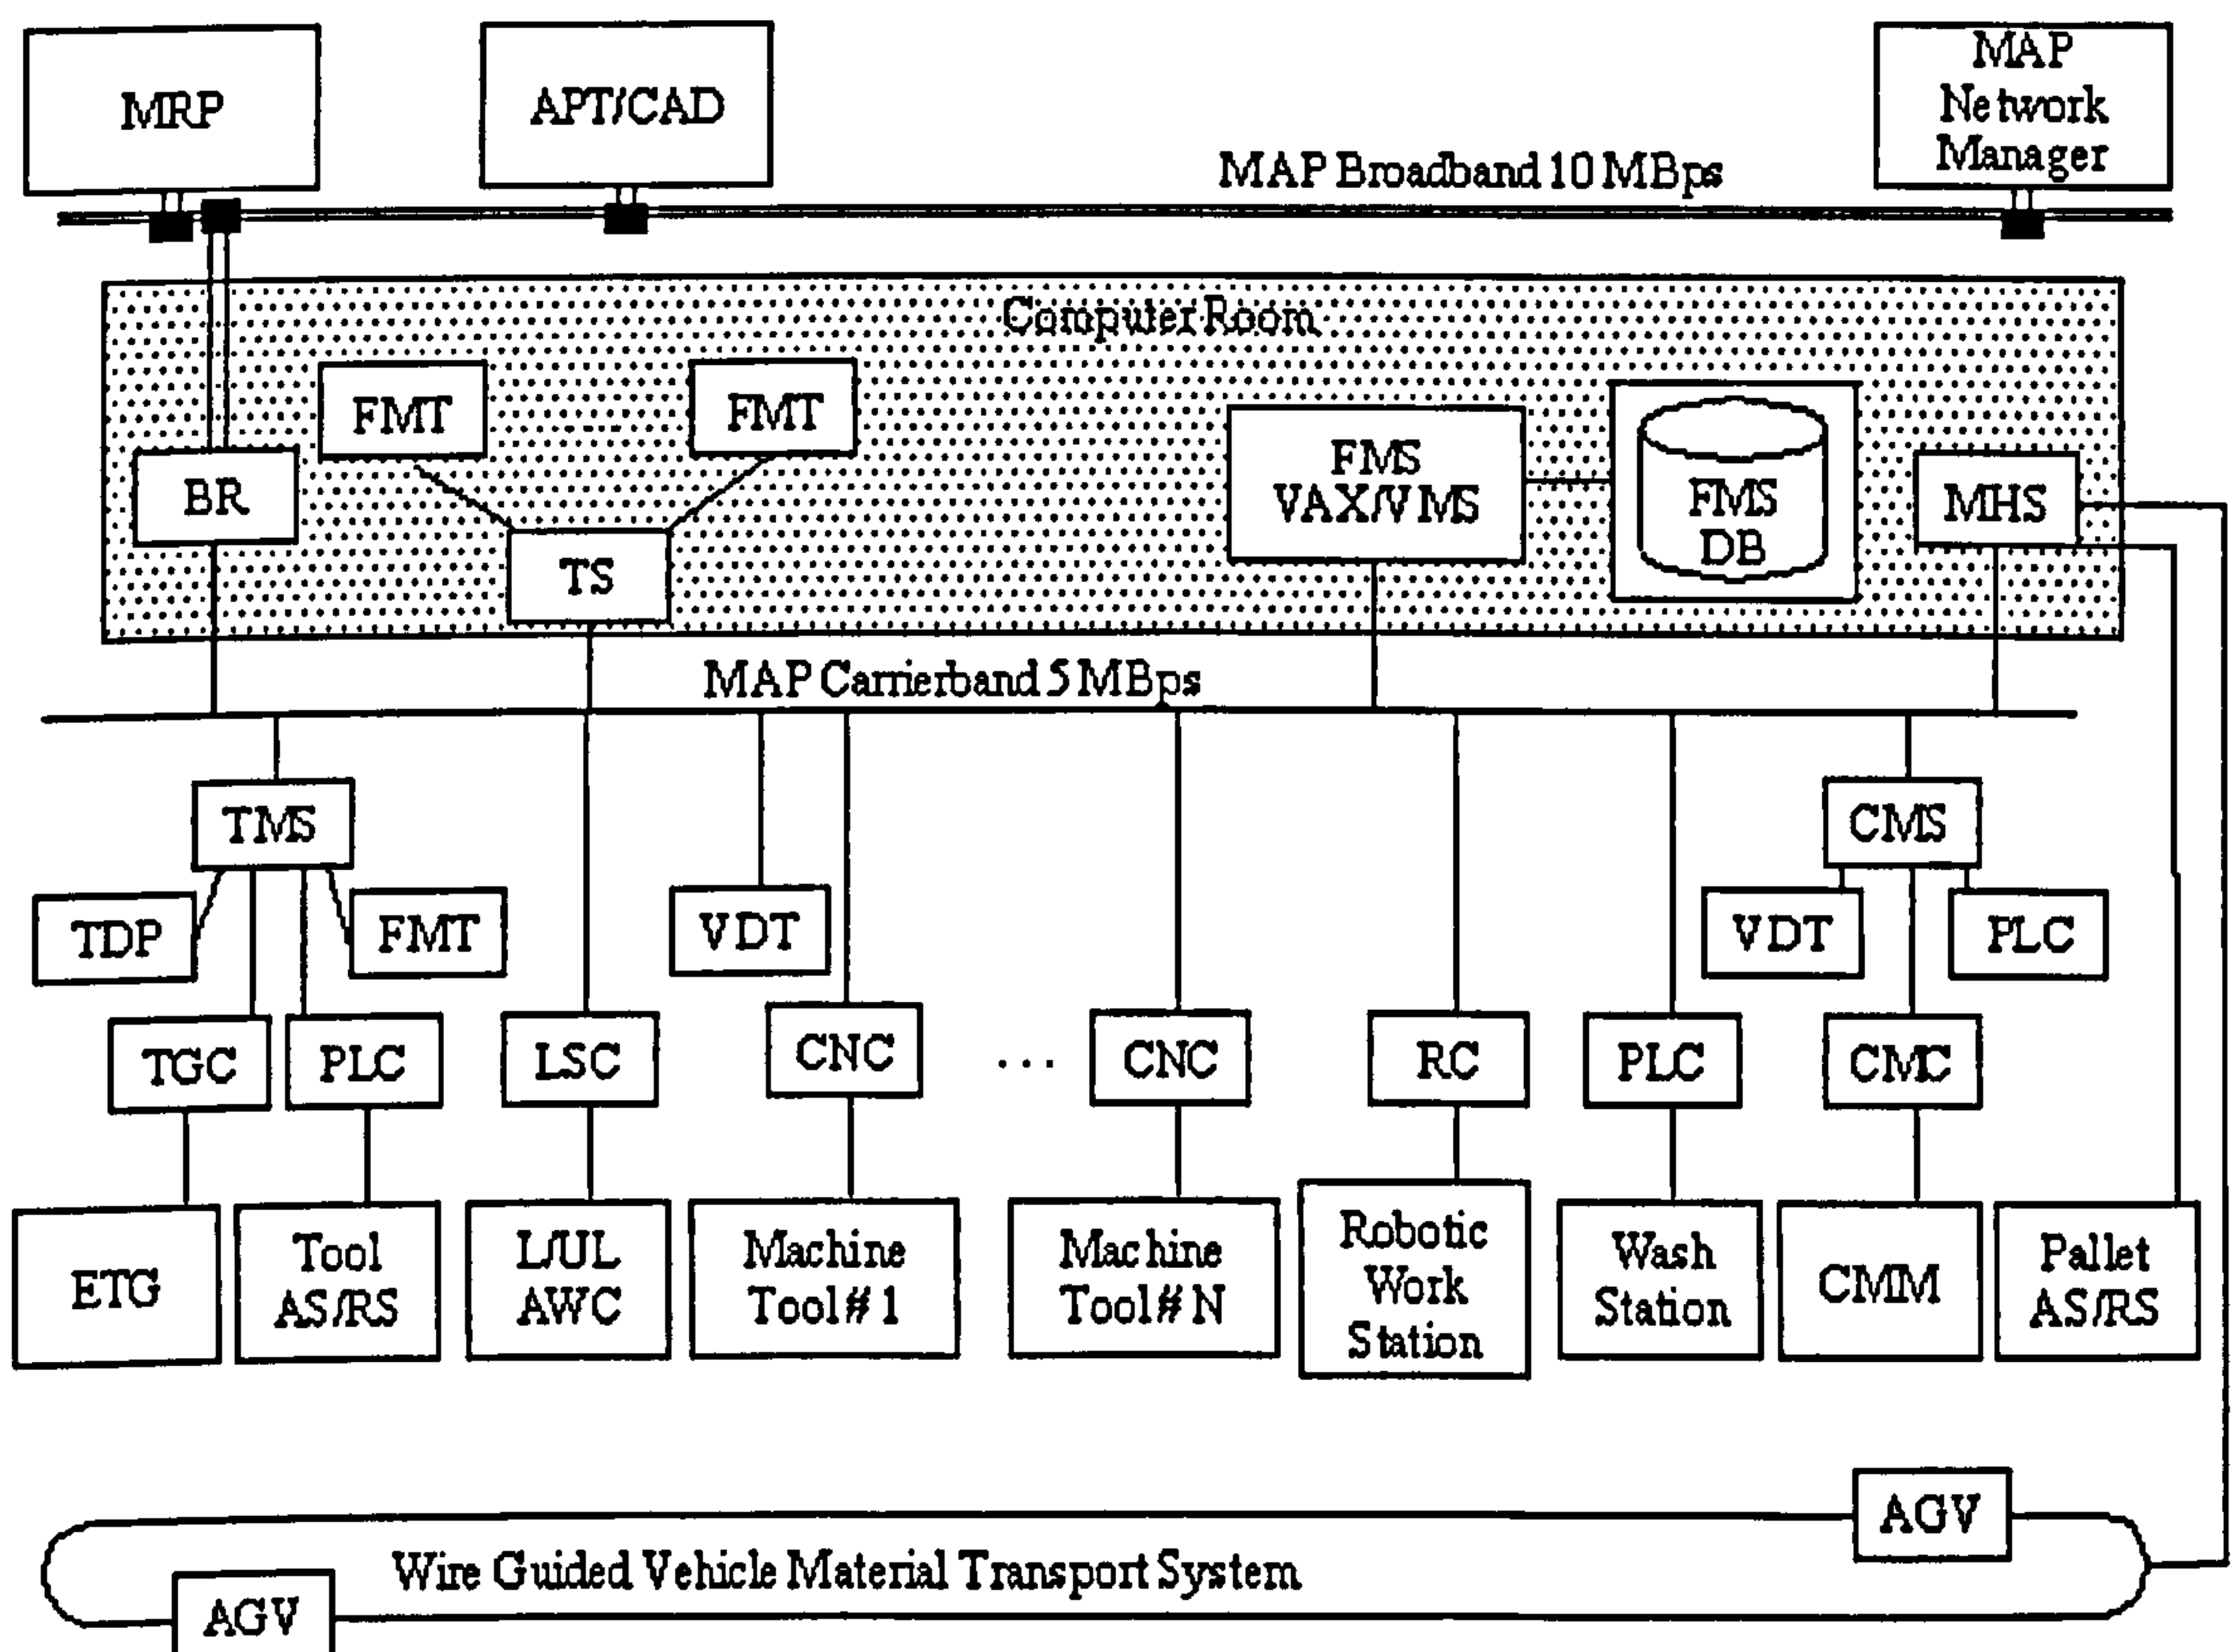 MRP
APT/CAD
MAP
Network
Manager
MAP Broadband 10 MBps
Computer Room
FMT
FMT
BR
TS
FMS
VAX/VMS
FMS
DB
MHS
MAP Carrierband 5 MBps
TMS
CMS
TDP
FMT
VDT
VDT
PLC
TGC
PLC
LSC
CNC
...
CNC
RC
PLC
CMC
ETG
Tool
AS/RS
L/UL
AWC
Machine
Tool# 1
Machine
Tool# N
Robotic
Work
Station
Wash
Station
CMM
Pallet
AS/RS
AGV
Wire Guided Vehicle Material Transport System
AGV